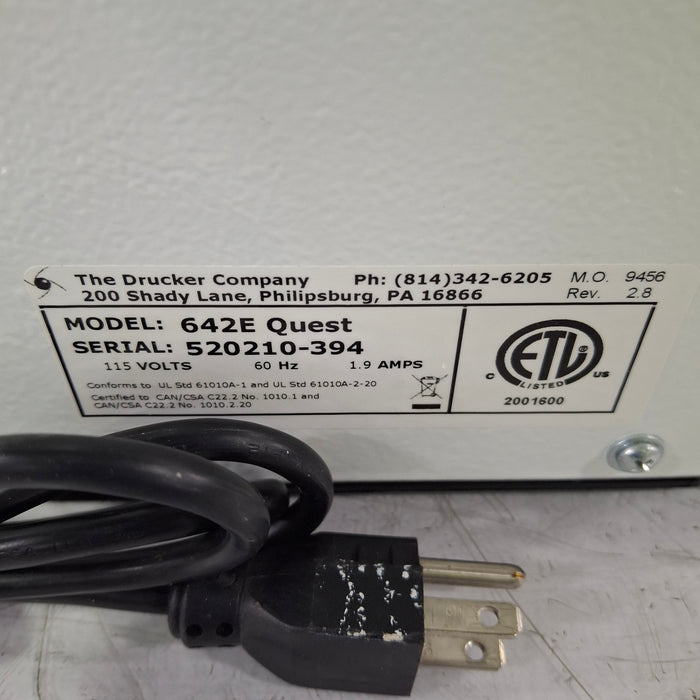 The Drucker Company Ph: (814)342-6205 M.O. 9456
200 Shady Lane, Philipsburg, PA 16866 Rev. 2.8
MODEL: 642E Quest
SERIAL: 520210-394
115 VOLTS 60 Hz 1.9 AMPS
Conforms to UL Std 61010A-1 and UL Std 61010A-2-20
Certified to CAN/CSA C22.2 No. 1010.1 and
CAN/CSA C22.2 No. 1010.2.20
ETL®
C LISTED US
2001600